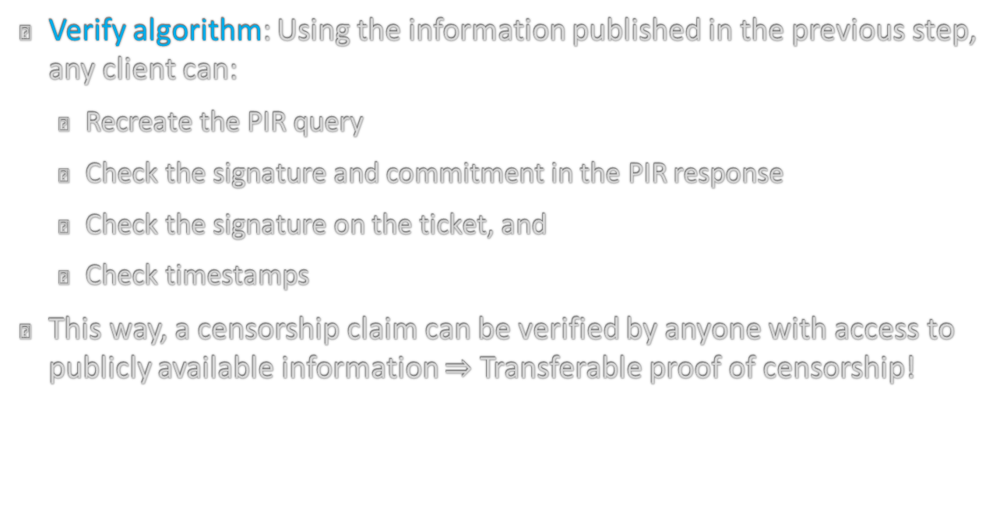 Verify algorithm: Using the information published in the previous step,
any client can:
Recreate the PIR query
Check the signature and commitment in the PIR response
Check the signature on the ticket, and
Check timestamps
This way, a censorship claim can be verified by anyone with access to
publicly available information ⇒ Transferable proof of censorship!